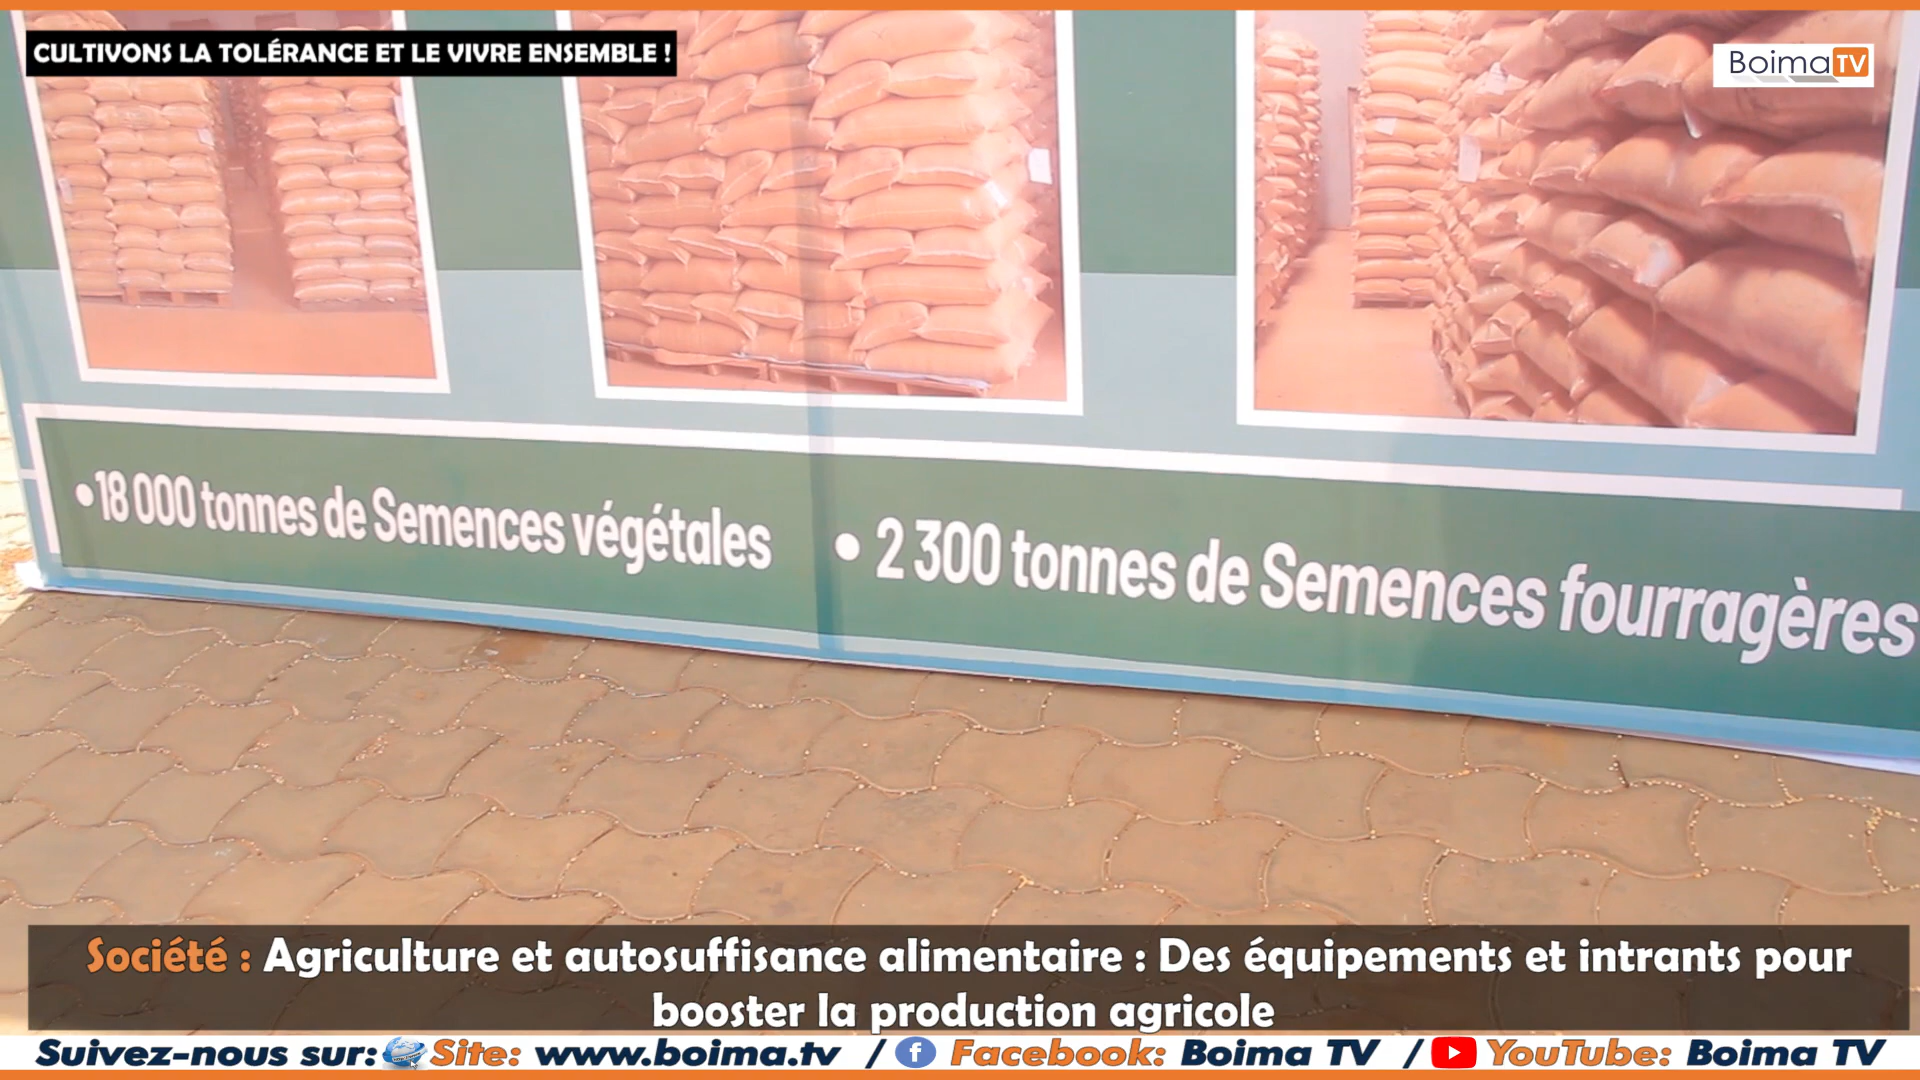 CULTIVONS LA TOLÉRANCE ET LE VIVRE ENSEMBLE !
Boima TV
•18 000 tonnes de Semences végétales
• 2 300 tonnes de Semences fourragères
Société : Agriculture et autosuffisance alimentaire : Des équipements et intrants pour
booster la production agricole
Suivez-nous sur: Site: www.boima.tv / Facebook: Boima TV / YouTube: Boima TV